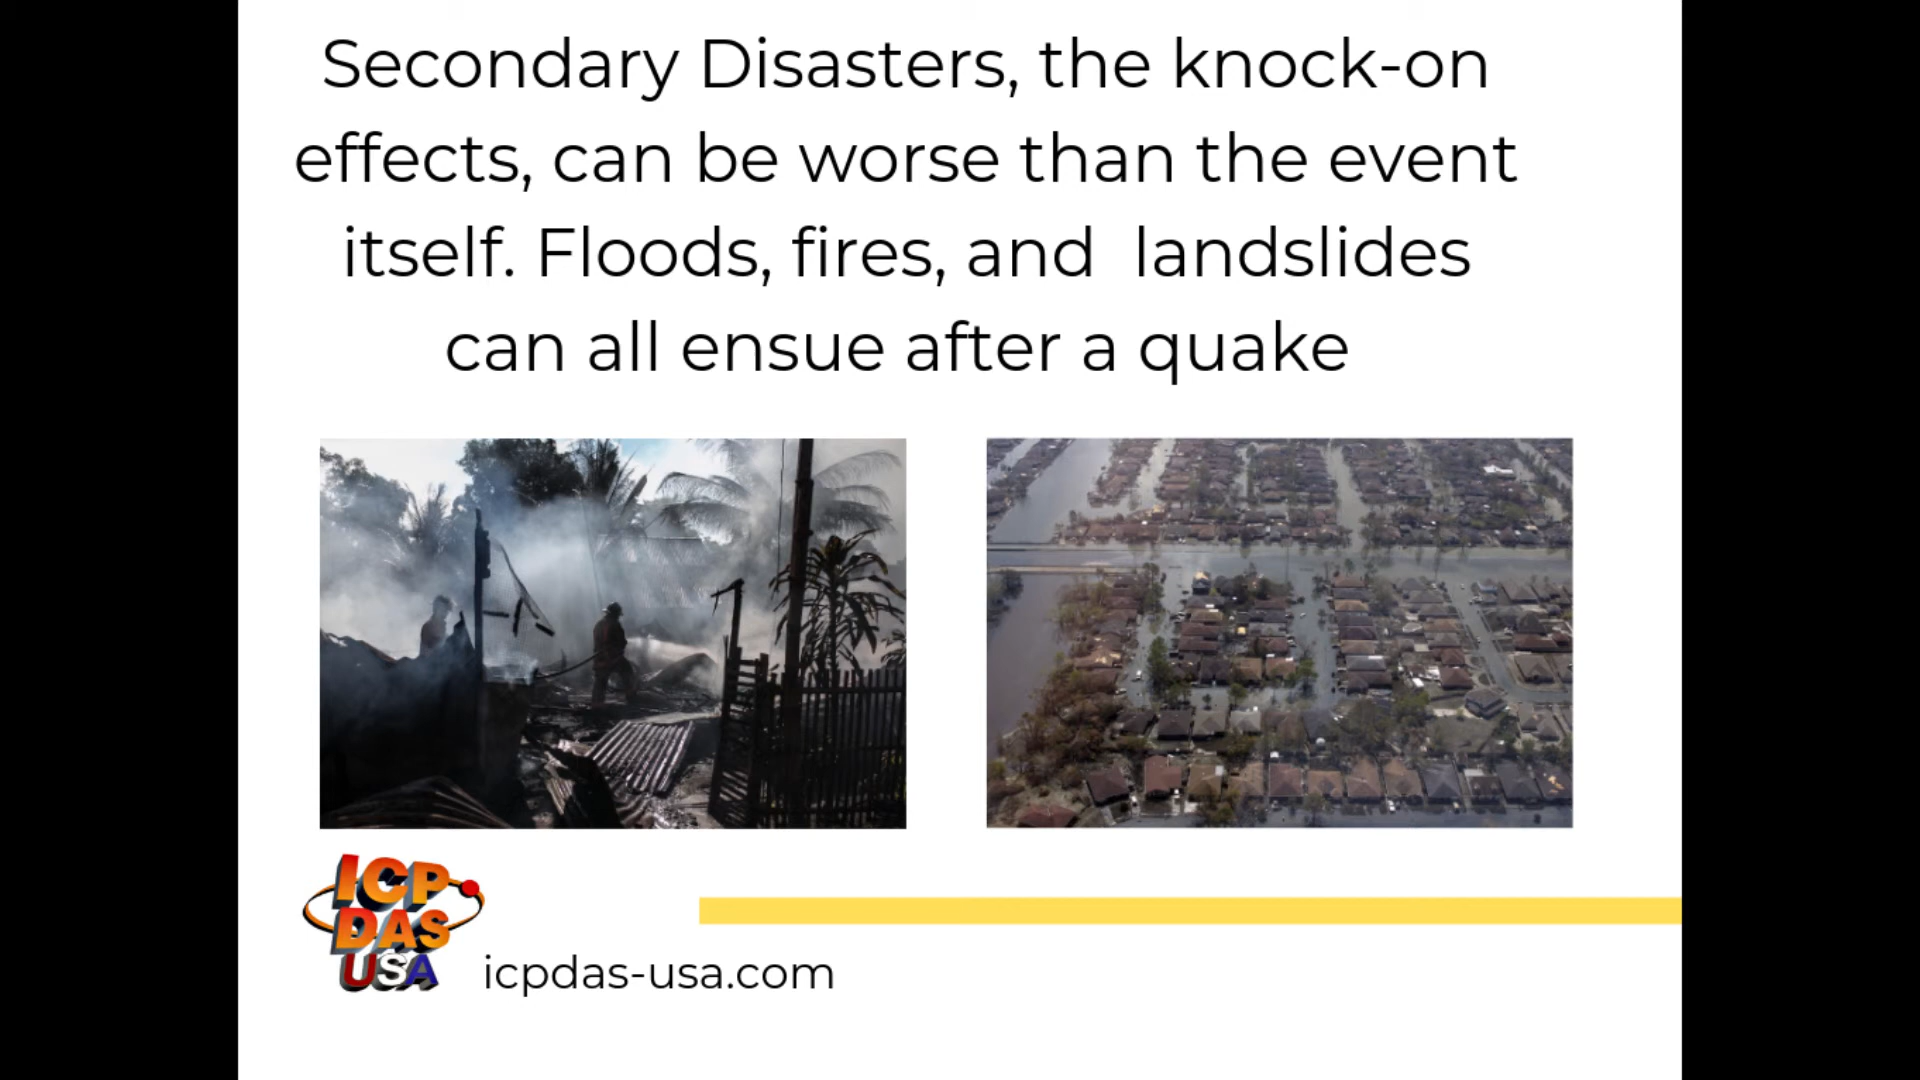 Secondary Disasters, the knock-on
effects, can be worse than the event
itself. Floods, fires, and  landslides
can all ensue after a quake
ICP
DAS
USA
icpdas-usa.com